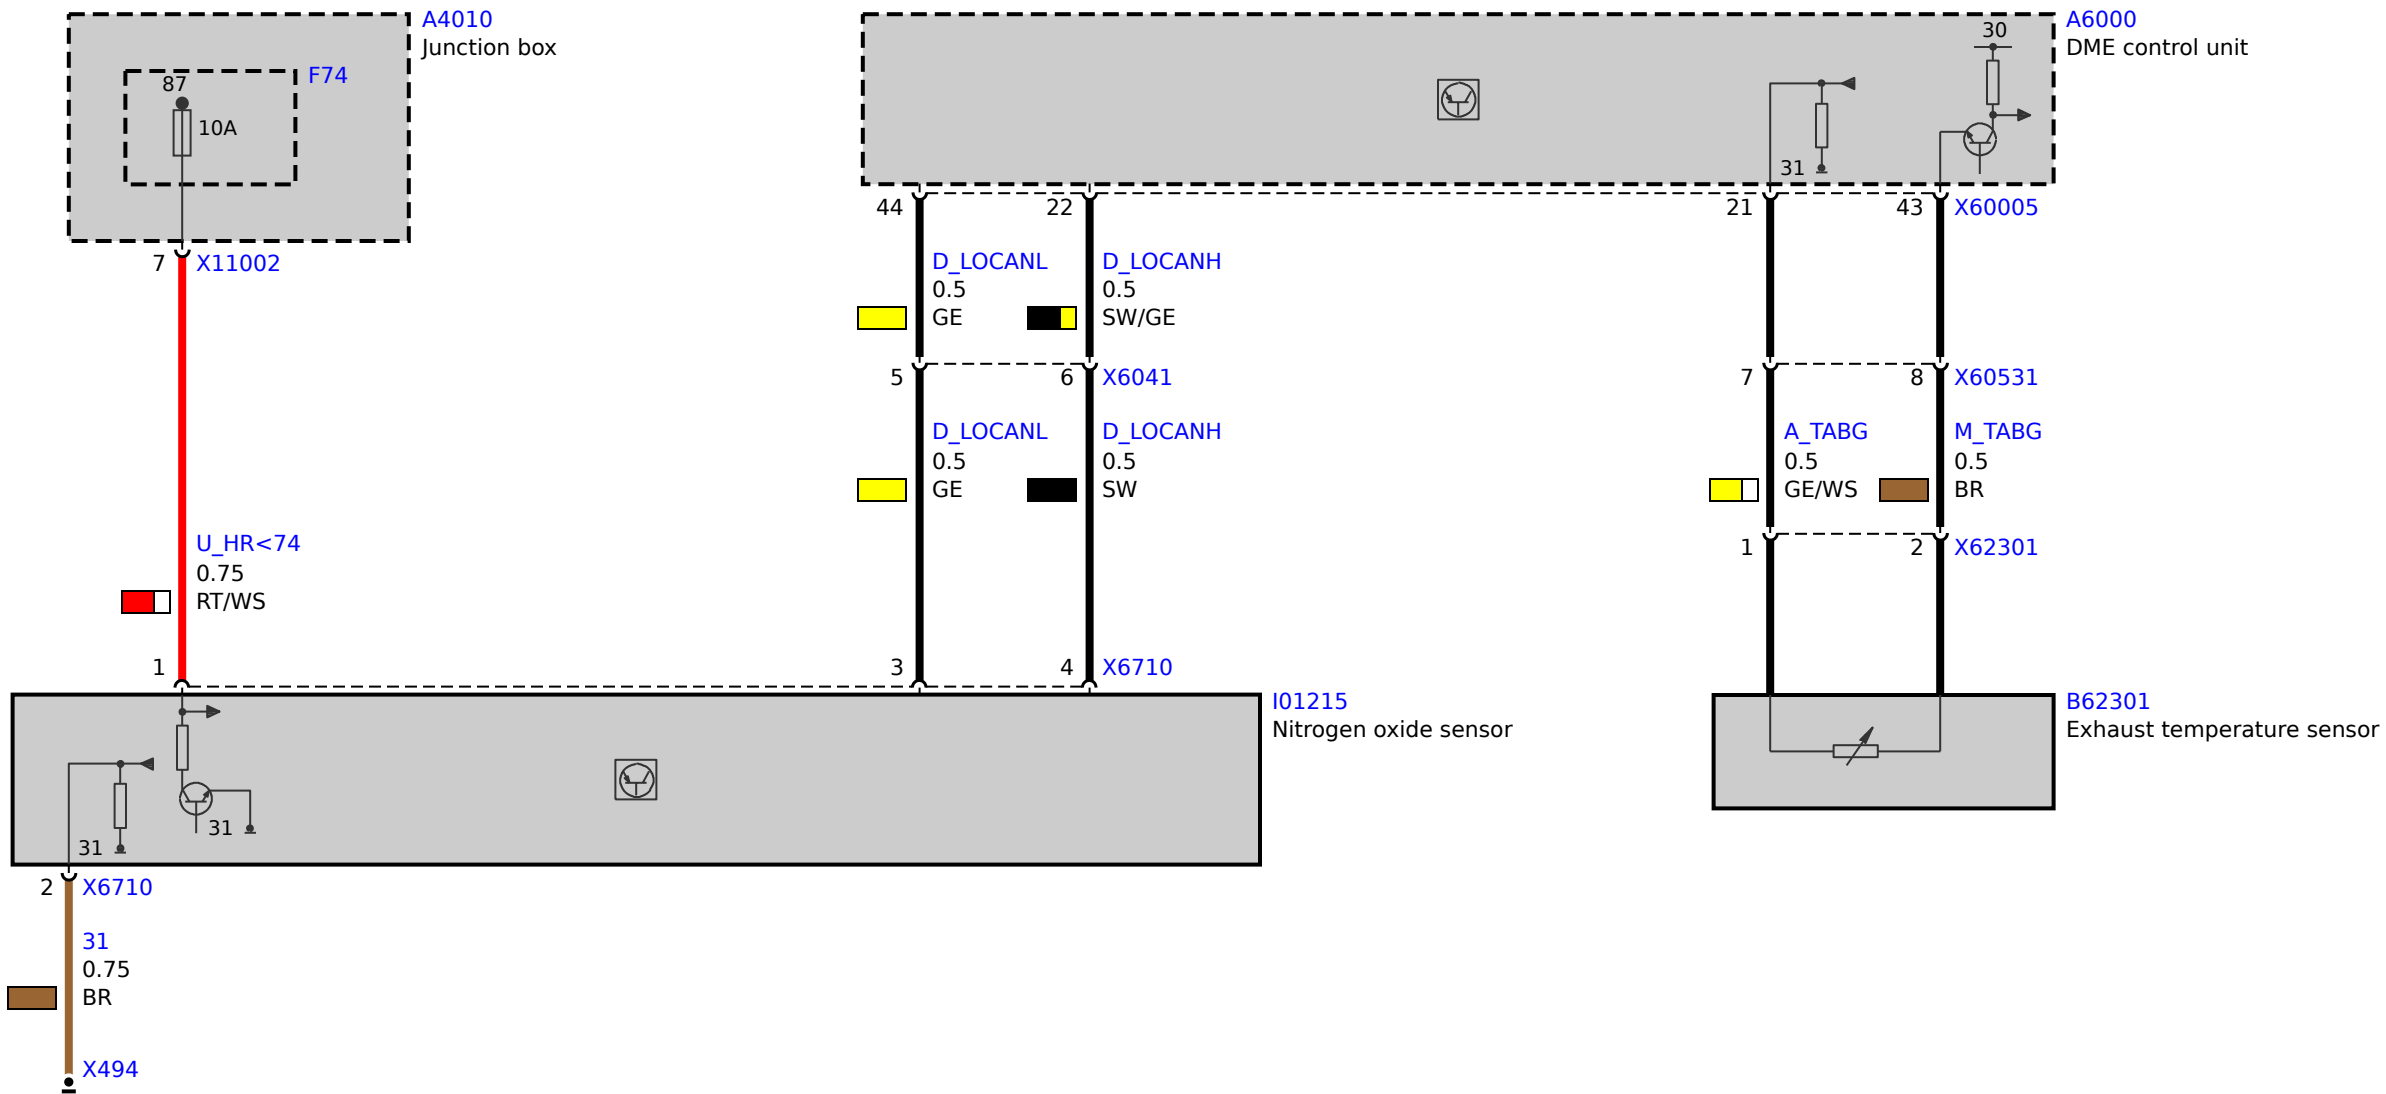 A4010
Junction box
F74
87
10A
7
X11002
U_HR<74
0.75
RT/WS
1
A6000
DME control unit
30
31
44
22
21
43
X60005
D_LOCANL
0.5
GE
D_LOCANH
0.5
SW/GE
5
6
X6041
7
8
X60531
D_LOCANL
0.5
GE
D_LOCANH
0.5
SW
A_TABG
0.5
GE/WS
M_TABG
0.5
BR
1
2
X62301
3
4
X6710
I01215
Nitrogen oxide sensor
B62301
Exhaust temperature sensor
31
31
2
X6710
31
0.75
BR
X494